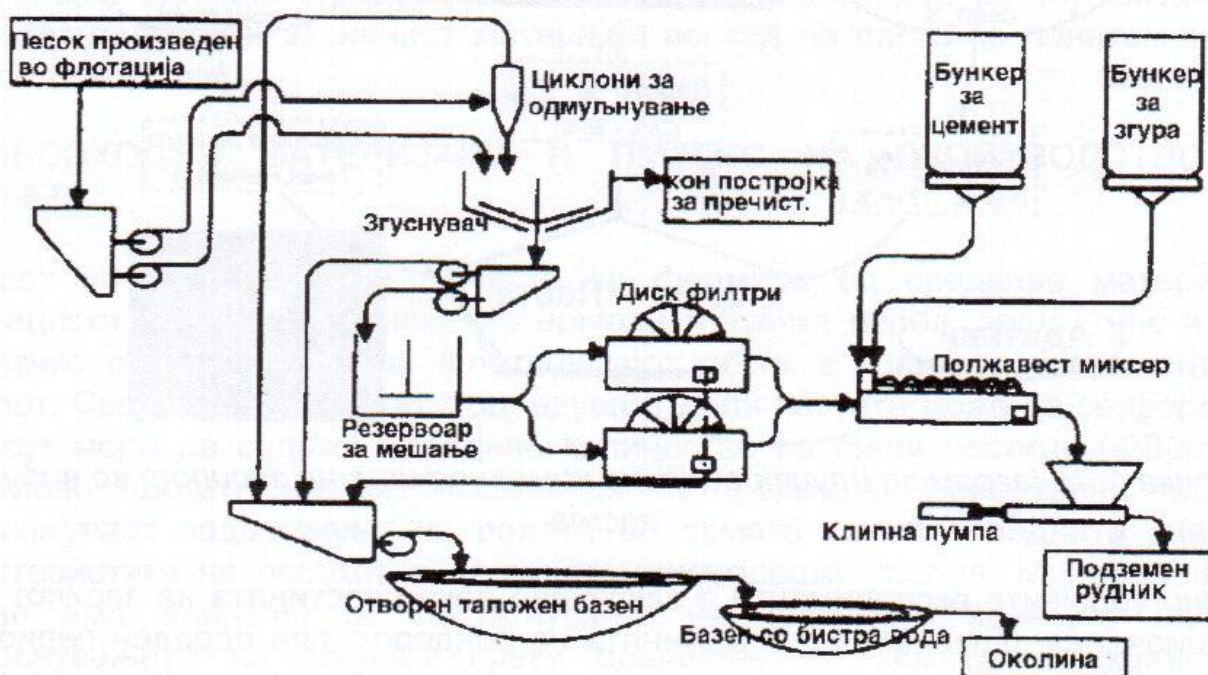 Песок произведен
во флотација
Циклони за
одмуљнување
Бункер
за
цемент
Бункер
за
згура
кон постројка
за пречист.
Згуснувач
Диск филтри
Полжавест миксер
Резервоар
за мешање
Клипна пумпа
Подземен
рудник
Отворен таложен базен
Базен со бистра вода
Околина